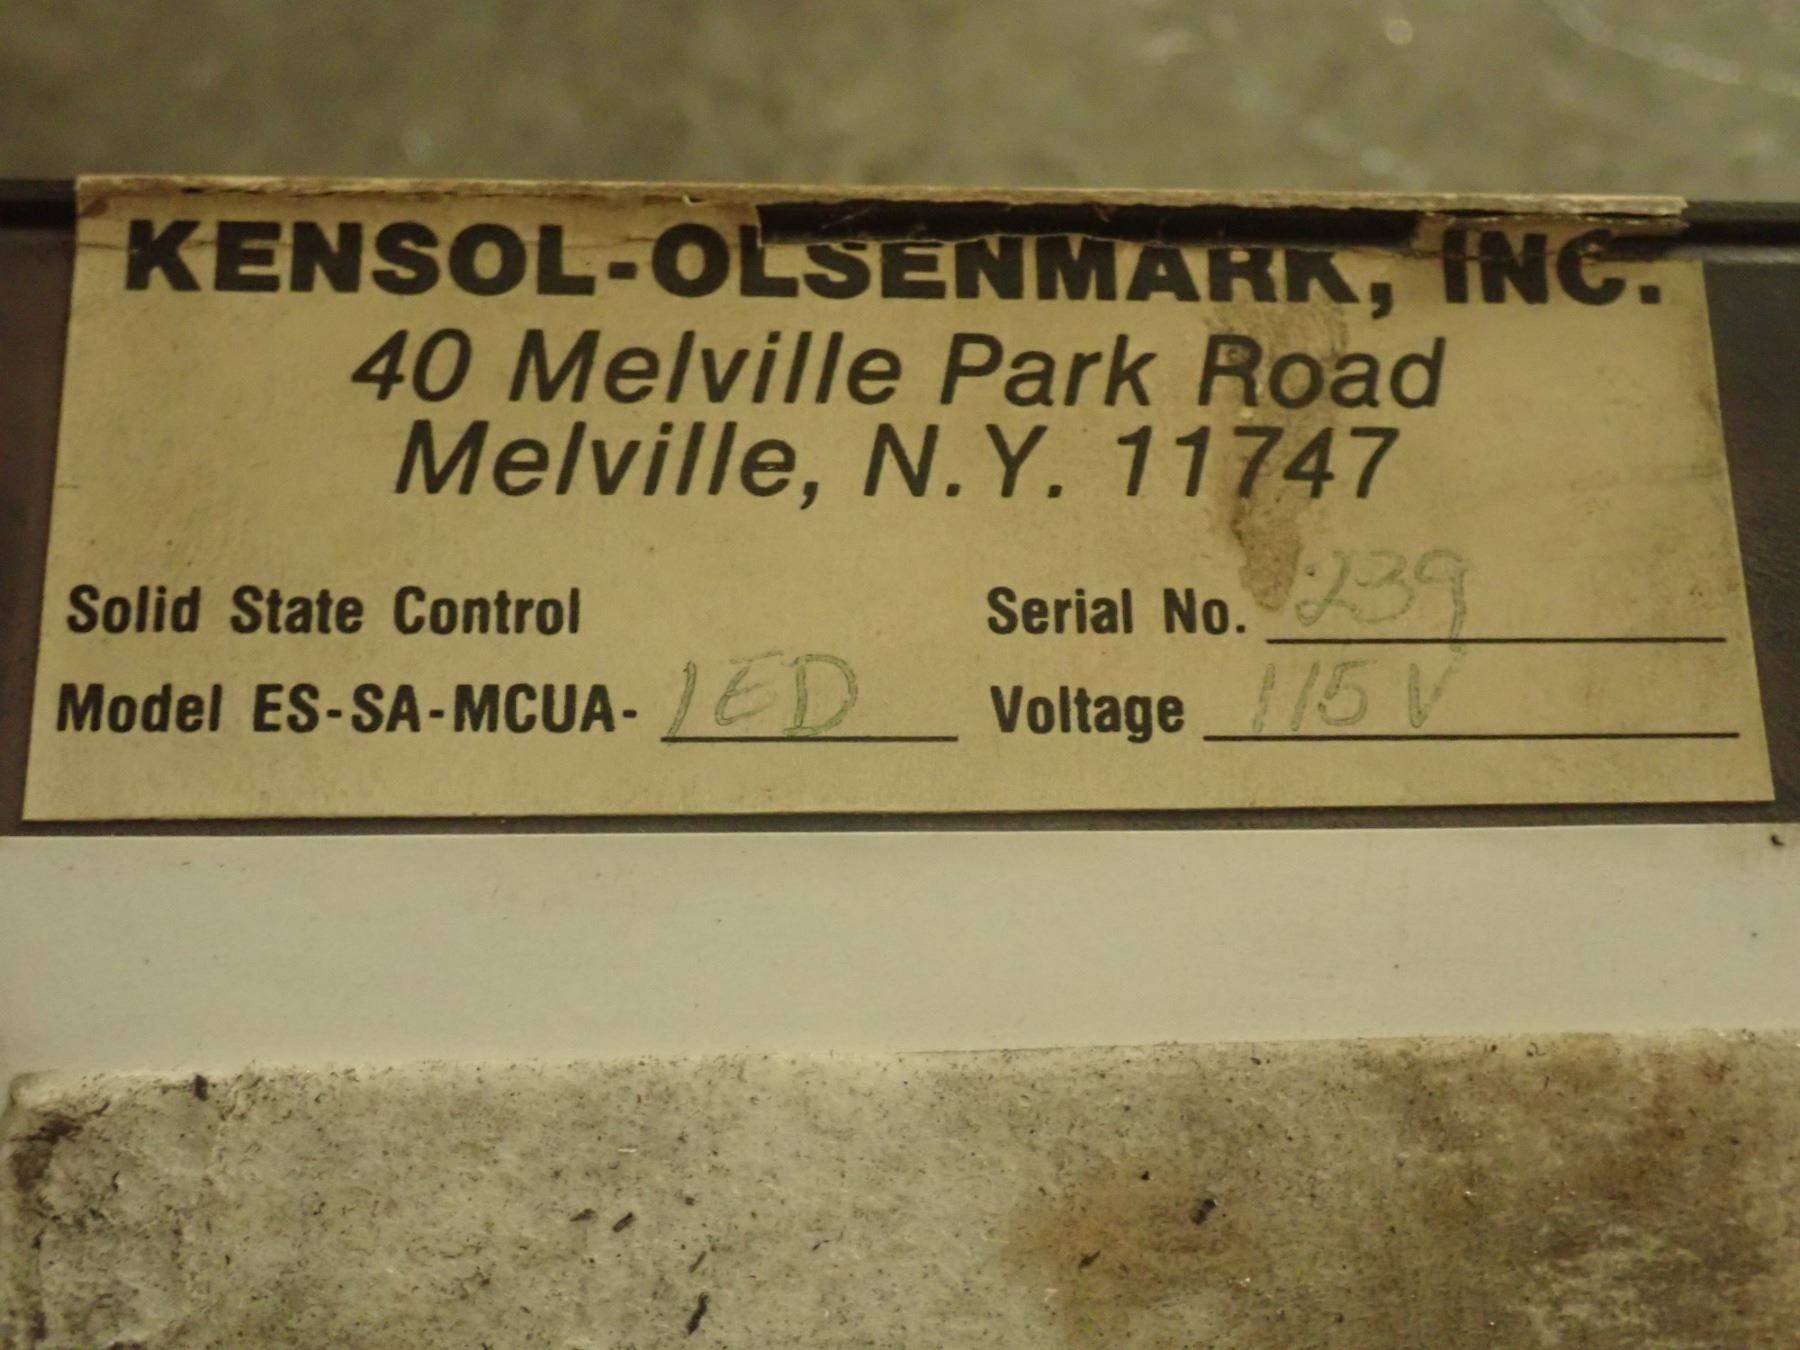 KENSOL-OLSENMARK, INC.
40 Melville Park Road
Melville, N.Y. 11747
Solid State Control Serial No. 239
Model ES-SA-MCUA-1ED Voltage 115V